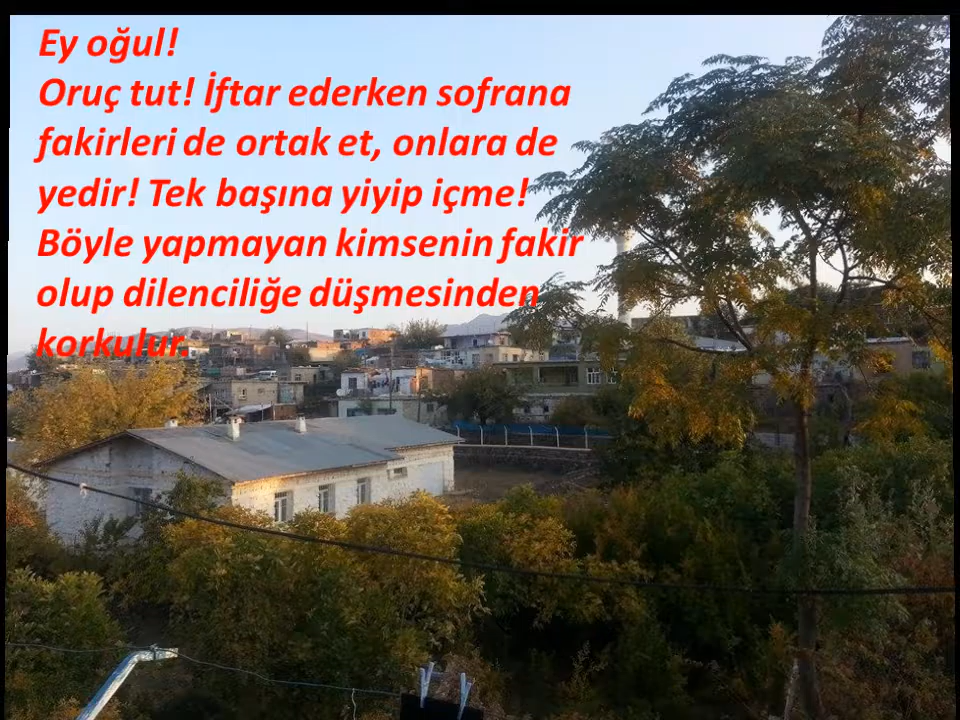 Ey oğul!
Oruç tut! İftar ederken sofrana
fakirleri de ortak et, onlara de
yedir! Tek başına yiyip içme!
Böyle yapmayan kimsenin fakir
olup dilenciliğe düşmesinden
korkulur.